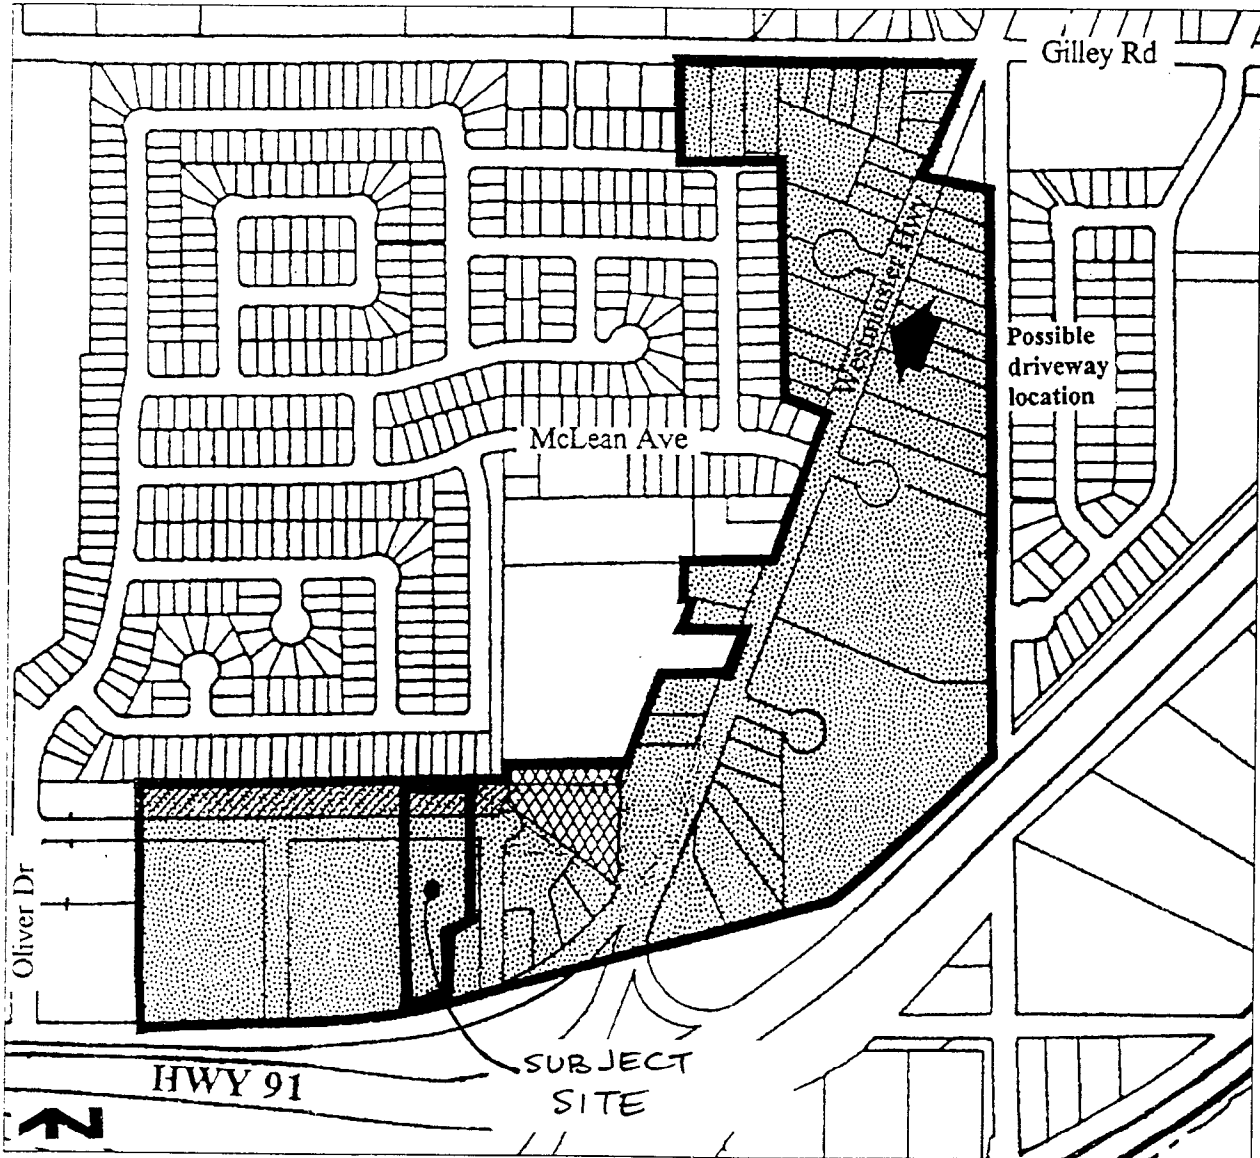 Gilley Rd
Westminster Hwy
Possible
driveway
location
McLean Ave
Oliver Dr
HWY 91
SUBJECT
SITE
N